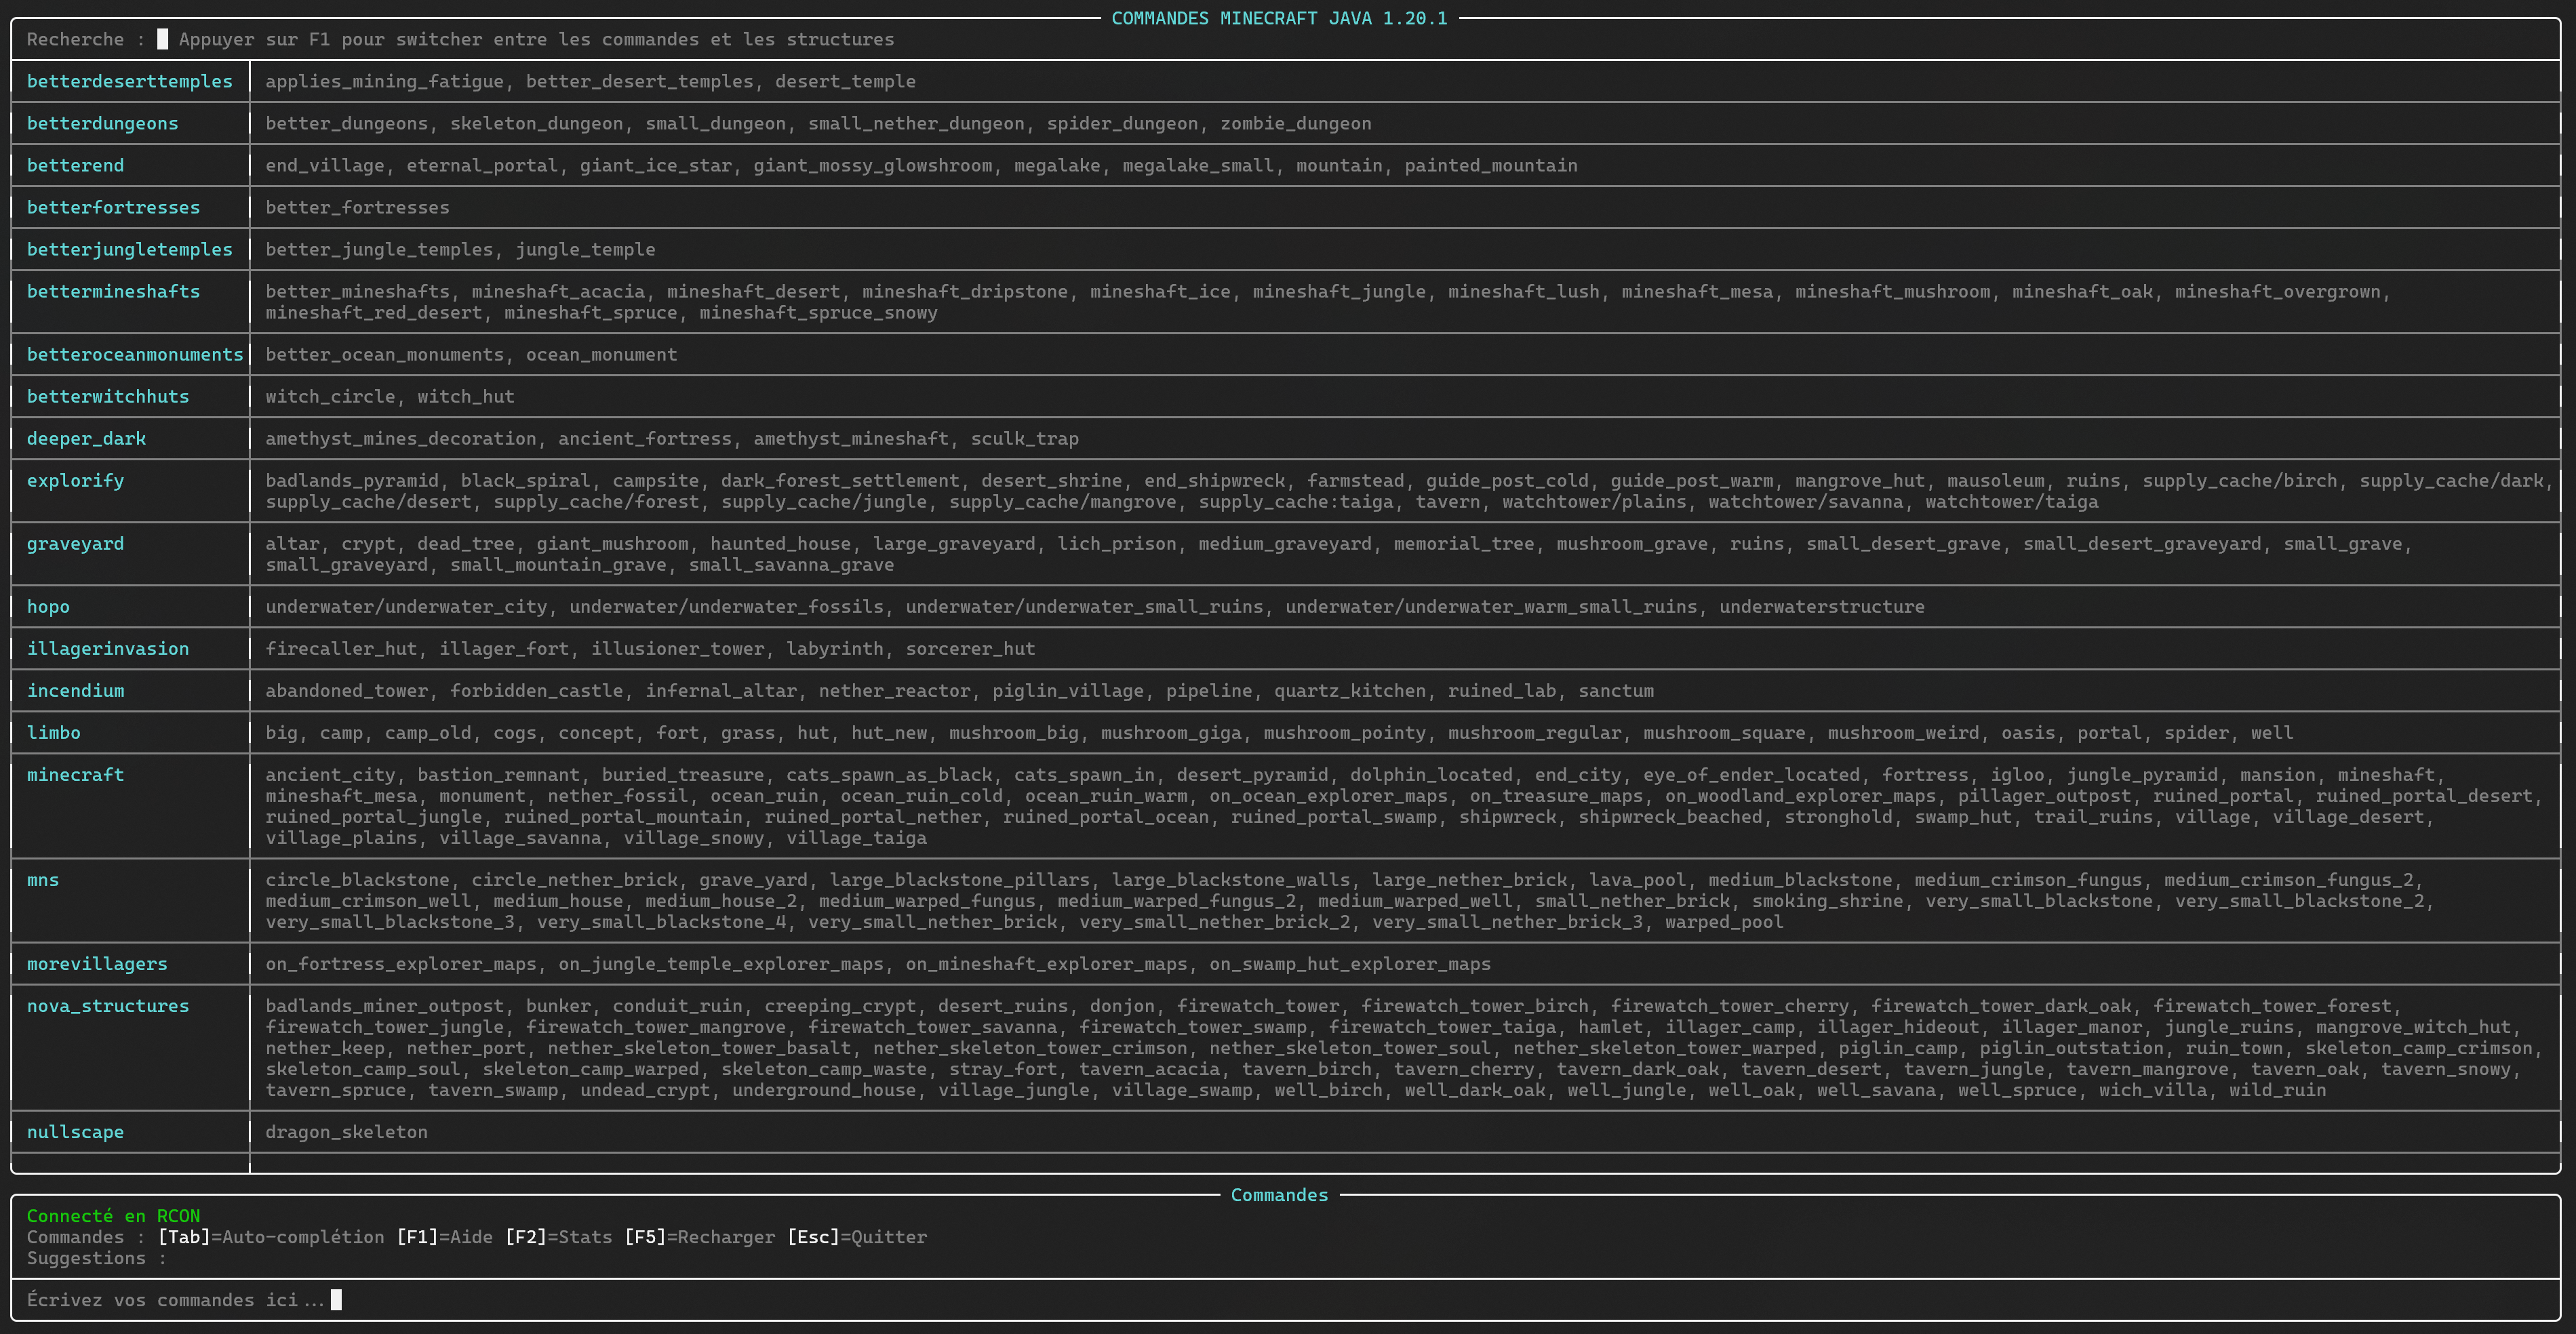 COMMANDES MINECRAFT JAVA 1.20.1
Recherche : Appuyer sur F1 pour switcher entre les commandes et les structures
betterdeserttemples applies_mining_fatigue, better_desert_temples, desert_temple
betterdungeons better_dungeons, skeleton_dungeon, small_dungeon, small_nether_dungeon, spider_dungeon, zombie_dungeon
betterend end_village, eternal_portal, giant_ice_star, giant_mossy_glowshroom, megalake, megalake_small, mountain, painted_mountain
betterfortresses better_fortresses
betterjungletemples better_jungle_temples, jungle_temple
bettermineshafts better_mineshafts, mineshaft_acacia, mineshaft_desert, mineshaft_dripstone, mineshaft_ice, mineshaft_jungle, mineshaft_lush, mineshaft_mesa, mineshaft_mushroom, mineshaft_oak, mineshaft_overgrown,
mineshaft_red_desert, mineshaft_spruce, mineshaft_spruce_snowy
betteroceanmonuments better_ocean_monuments, ocean_monument
betterwitchhuts witch_circle, witch_hut
deeper_dark amethyst_mines_decoration, ancient_fortress, amethyst_mineshaft, sculk_trap
explorify badlands_pyramid, black_spiral, campsite, dark_forest_settlement, desert_shrine, end_shipwreck, farmstead, guide_post_cold, guide_post_warm, mangrove_hut, mausoleum, ruins, supply_cache/birch, supply_cache/dark,
supply_cache/desert, supply_cache/forest, supply_cache/jungle, supply_cache/mangrove, supply_cache:taiga, tavern, watchtower/plains, watchtower/savanna, watchtower/taiga
graveyard altar, crypt, dead_tree, giant_mushroom, haunted_house, large_graveyard, lich_prison, medium_graveyard, memorial_tree, mushroom_grave, ruins, small_desert_grave, small_desert_graveyard, small_grave,
small_graveyard, small_mountain_grave, small_savanna_grave
hopo underwater/underwater_city, underwater/underwater_fossils, underwater/underwater_small_ruins, underwater/underwater_warm_small_ruins, underwaterstructure
illagerinvasion firecaller_hut, illager_fort, illusioner_tower, labyrinth, sorcerer_hut
incendium abandoned_tower, forbidden_castle, infernal_altar, nether_reactor, piglin_village, pipeline, quartz_kitchen, ruined_lab, sanctum
limbo big, camp, camp_old, cogs, concept, fort, grass, hut, hut_new, mushroom_big, mushroom_giga, mushroom_pointy, mushroom_regular, mushroom_square, mushroom_weird, oasis, portal, spider, well
minecraft ancient_city, bastion_remnant, buried_treasure, cats_spawn_as_black, cats_spawn_in, desert_pyramid, dolphin_located, end_city, eye_of_ender_located, fortress, igloo, jungle_pyramid, mansion, mineshaft,
mineshaft_mesa, monument, nether_fossil, ocean_ruin, ocean_ruin_cold, ocean_ruin_warm, on_ocean_explorer_maps, on_treasure_maps, on_woodland_explorer_maps, pillager_outpost, ruined_portal, ruined_portal_desert,
ruined_portal_jungle, ruined_portal_mountain, ruined_portal_nether, ruined_portal_ocean, ruined_portal_swamp, shipwreck, shipwreck_beached, stronghold, swamp_hut, trail_ruins, village, village_desert,
village_plains, village_savanna, village_snowy, village_taiga
mns circle_blackstone, circle_nether_brick, grave_yard, large_blackstone_pillars, large_blackstone_walls, large_nether_brick, lava_pool, medium_blackstone, medium_crimson_fungus, medium_crimson_fungus_2,
medium_crimson_well, medium_house, medium_house_2, medium_warped_fungus, medium_warped_fungus_2, medium_warped_well, small_nether_brick, smoking_shrine, very_small_blackstone, very_small_blackstone_2,
very_small_blackstone_3, very_small_blackstone_4, very_small_nether_brick, very_small_nether_brick_2, very_small_nether_brick_3, warped_pool
morevillagers on_fortress_explorer_maps, on_jungle_temple_explorer_maps, on_mineshaft_explorer_maps, on_swamp_hut_explorer_maps
nova_structures badlands_miner_outpost, bunker, conduit_ruin, creeping_crypt, desert_ruins, donjon, firewatch_tower, firewatch_tower_birch, firewatch_tower_cherry, firewatch_tower_dark_oak, firewatch_tower_forest,
firewatch_tower_jungle, firewatch_tower_mangrove, firewatch_tower_savanna, firewatch_tower_swamp, firewatch_tower_taiga, hamlet, illager_camp, illager_hideout, illager_manor, jungle_ruins, mangrove_witch_hut,
nether_keep, nether_port, nether_skeleton_tower_basalt, nether_skeleton_tower_crimson, nether_skeleton_tower_soul, nether_skeleton_tower_warped, piglin_camp, piglin_outstation, ruin_town, skeleton_camp_crimson,
skeleton_camp_soul, skeleton_camp_warped, skeleton_camp_waste, stray_fort, tavern_acacia, tavern_birch, tavern_cherry, tavern_dark_oak, tavern_desert, tavern_jungle, tavern_mangrove, tavern_oak, tavern_snowy,
tavern_spruce, tavern_swamp, undead_crypt, underground_house, village_jungle, village_swamp, well_birch, well_dark_oak, well_jungle, well_oak, well_savana, well_spruce, wich_villa, wild_ruin
nullscape dragon_skeleton
Commandes
Connecté en RCON
Commandes : [Tab]=Auto-complétion [F1]=Aide [F2]=Stats [F5]=Recharger [Esc]=Quitter
Suggestions :
Écrivez vos commandes ici...